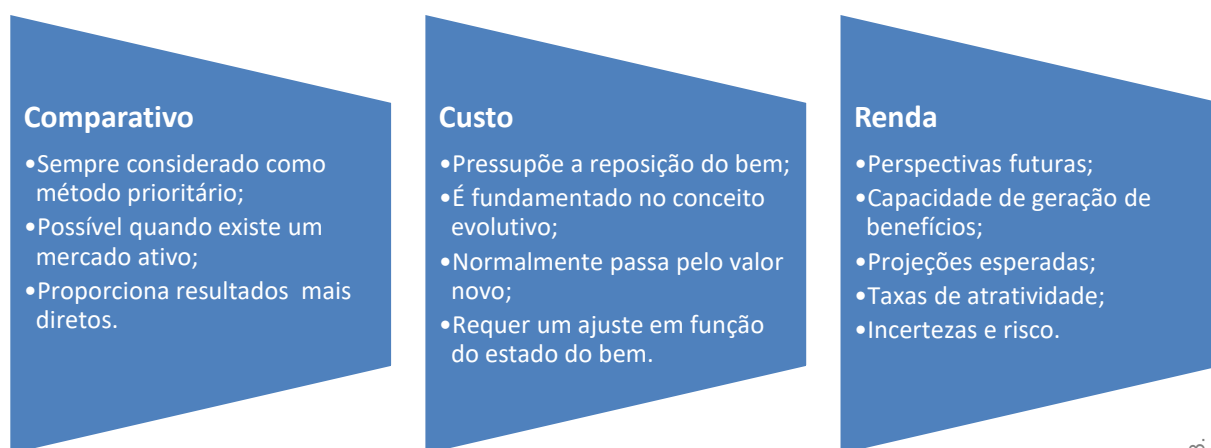 Comparativo
•Sempre considerado como
método prioritário;
•Possível quando existe um
mercado ativo;
•Proporciona resultados mais
diretos.
Custo
•Pressupõe a reposição do bem;
•É fundamentado no conceito
evolutivo;
•Normalmente passa pelo valor
novo;
•Requer um ajuste em função
do estado do bem.
Renda
•Perspectivas futuras;
•Capacidade de geração de
benefícios;
•Projeções esperadas;
•Taxas de atratividade;
•Incertezas e risco.